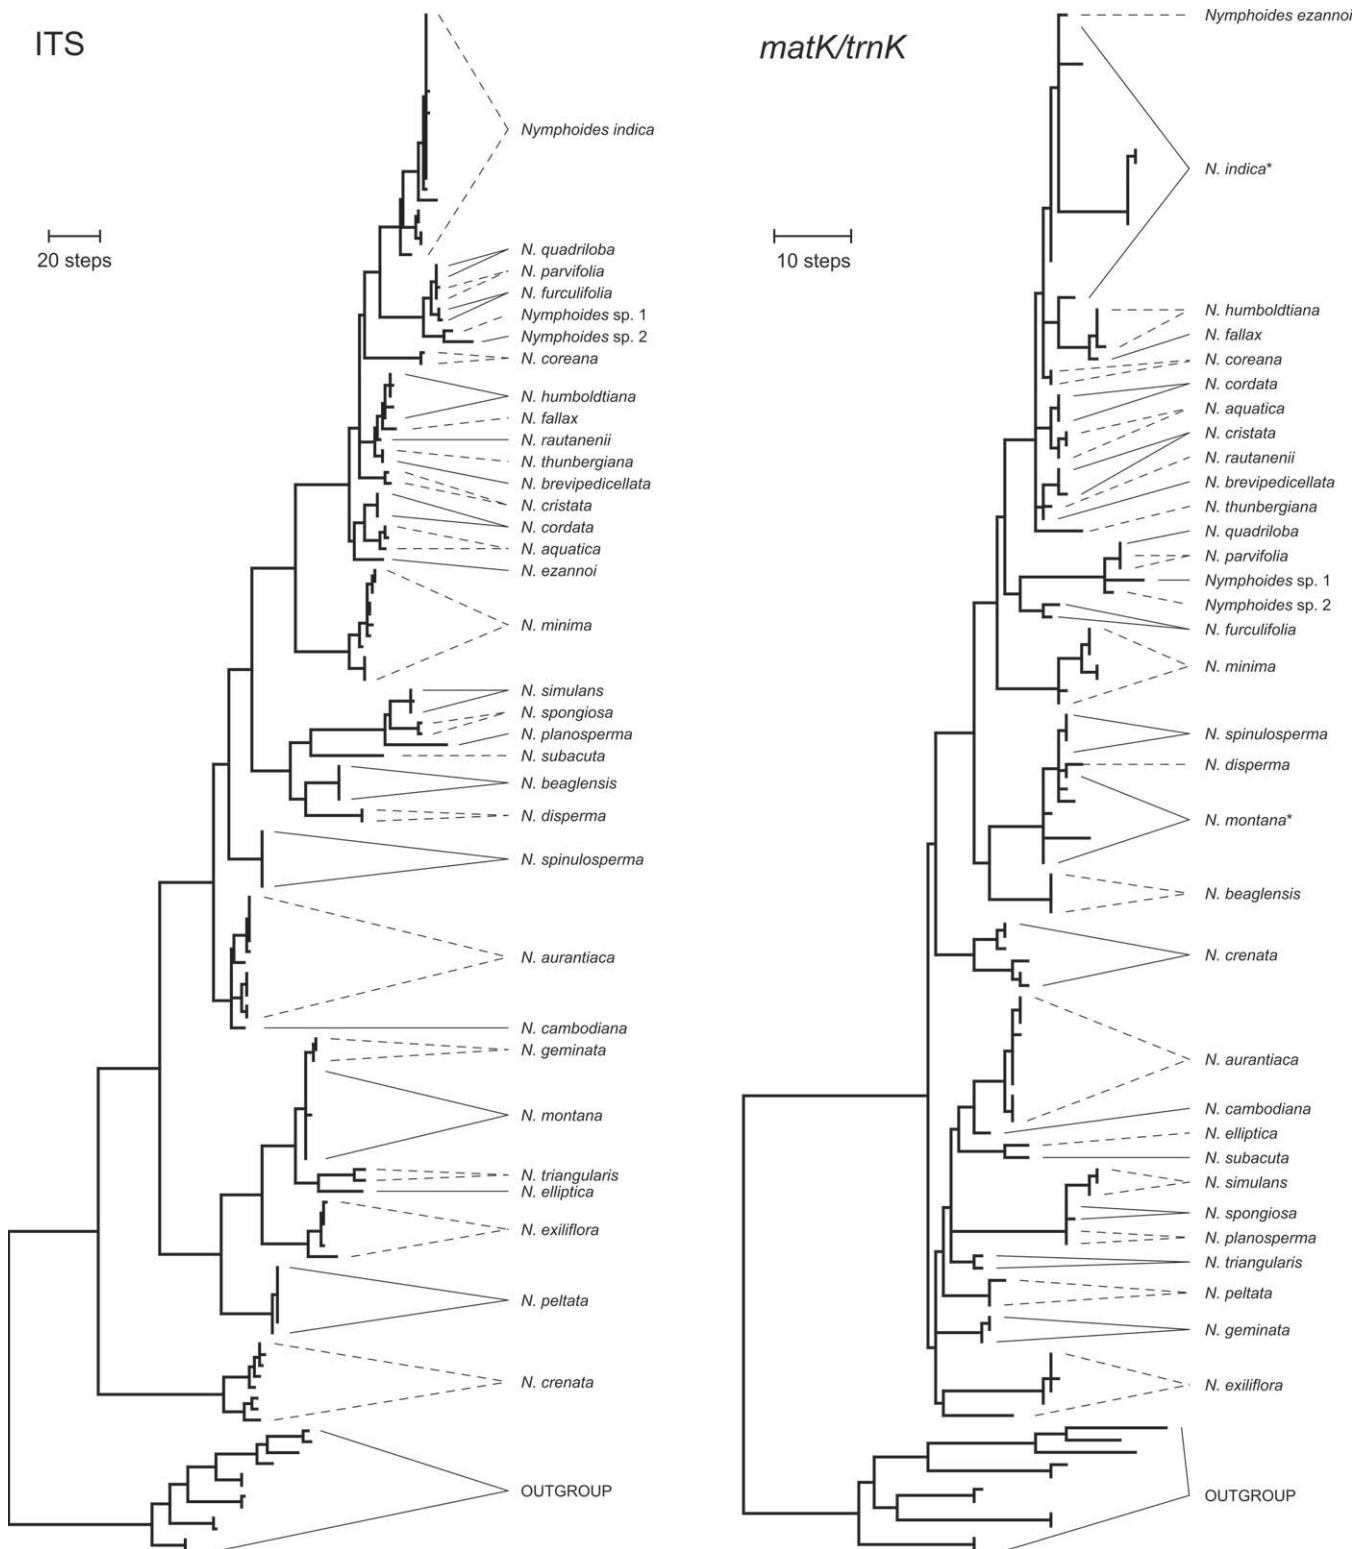 ITS
20 steps
Nymphoides indica
N. quadriloba
N. parvifolia
N. furculifolia
Nymphoides sp. 1
Nymphoides sp. 2
N. coreana
N. humboldtiana
N. fallax
N. rautanenii
N. thunbergiana
N. brevipedicellata
N. cristata
N. cordata
N. aquatica
N. ezannoi
N. minima
N. simulans
N. spongiosa
N. planosperma
N. subacuta
N. beaglensis
N. disperma
N. spinulosperma
N. aurantiaca
N. cambodiana
N. geminata
N. montana
N. triangularis
N. elliptica
N. exiliflora
N. peltata
N. crenata
OUTGROUP
matK/trnK
10 steps
Nymphoides ezannoi
N. indica*
N. humboldtiana
N. fallax
N. coreana
N. cordata
N. aquatica
N. cristata
N. rautanenii
N. brevipedicellata
N. thunbergiana
N. quadriloba
N. parvifolia
Nymphoides sp. 1
Nymphoides sp. 2
N. furculifolia
N. minima
N. spinulosperma
N. disperma
N. montana*
N. beaglensis
N. crenata
N. aurantiaca
N. cambodiana
N. elliptica
N. subacuta
N. simulans
N. spongiosa
N. planosperma
N. triangularis
N. peltata
N. geminata
N. exiliflora
OUTGROUP